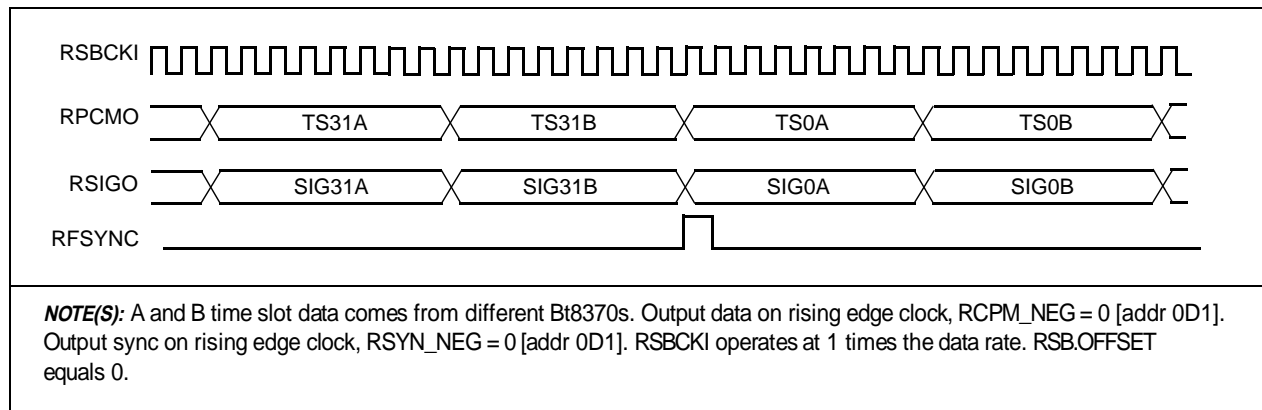 RSBCKI
RPCMO TS31A TS31B TS0A TS0B
RSIGO SIG31A SIG31B SIG0A SIG0B
RFSYNC
NOTE(S): A and B time slot data comes from different Bt8370s. Output data on rising edge clock, RCPM_NEG = 0 [addr 0D1].
Output sync on rising edge clock, RSYN_NEG = 0 [addr 0D1]. RSBCKI operates at 1 times the data rate. RSB.OFFSET
equals 0.